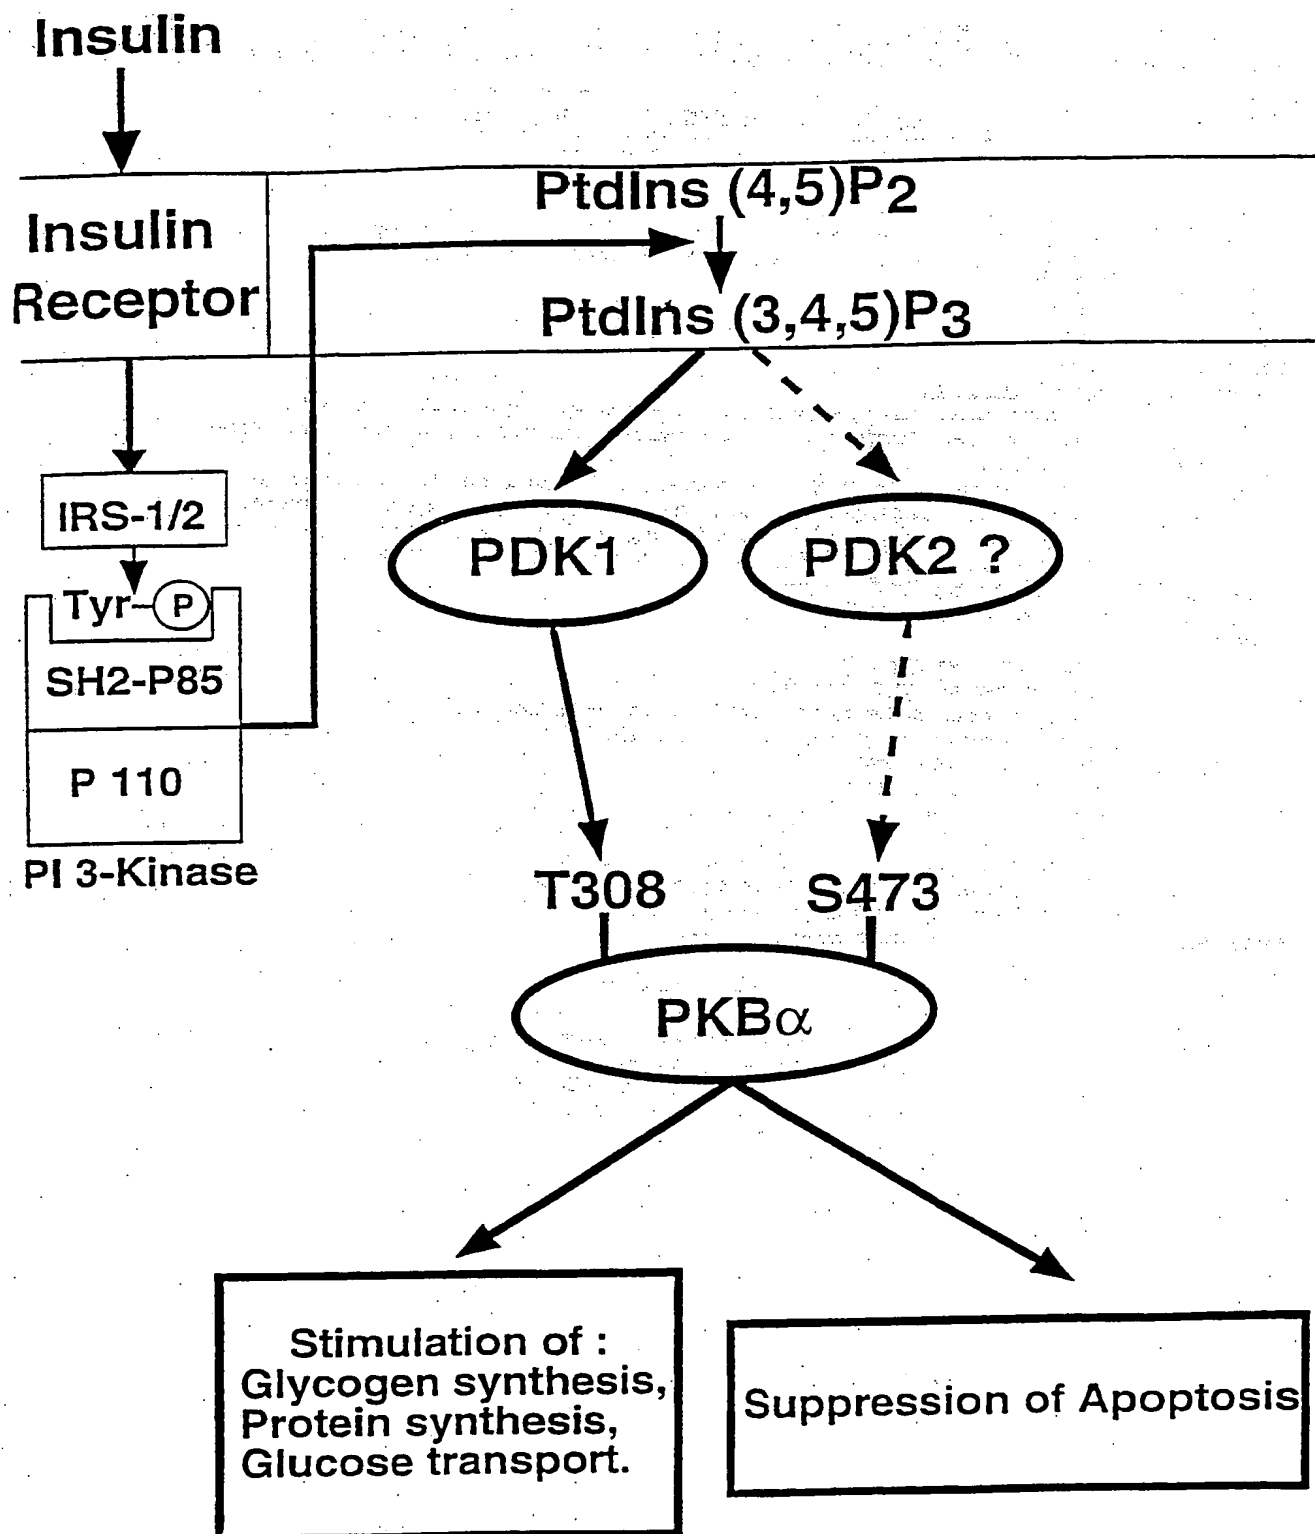 Insulin
Insulin
Receptor
PtdIns (4,5)P2
PtdIns (3,4,5)P3
IRS-1/2
Tyr-P
SH2-P85
P 110
PI 3-Kinase
PDK1
PDK2 ?
T308
S473
PKBα
Stimulation of :
Glycogen synthesis,
Protein synthesis,
Glucose transport.
Suppression of Apoptosis